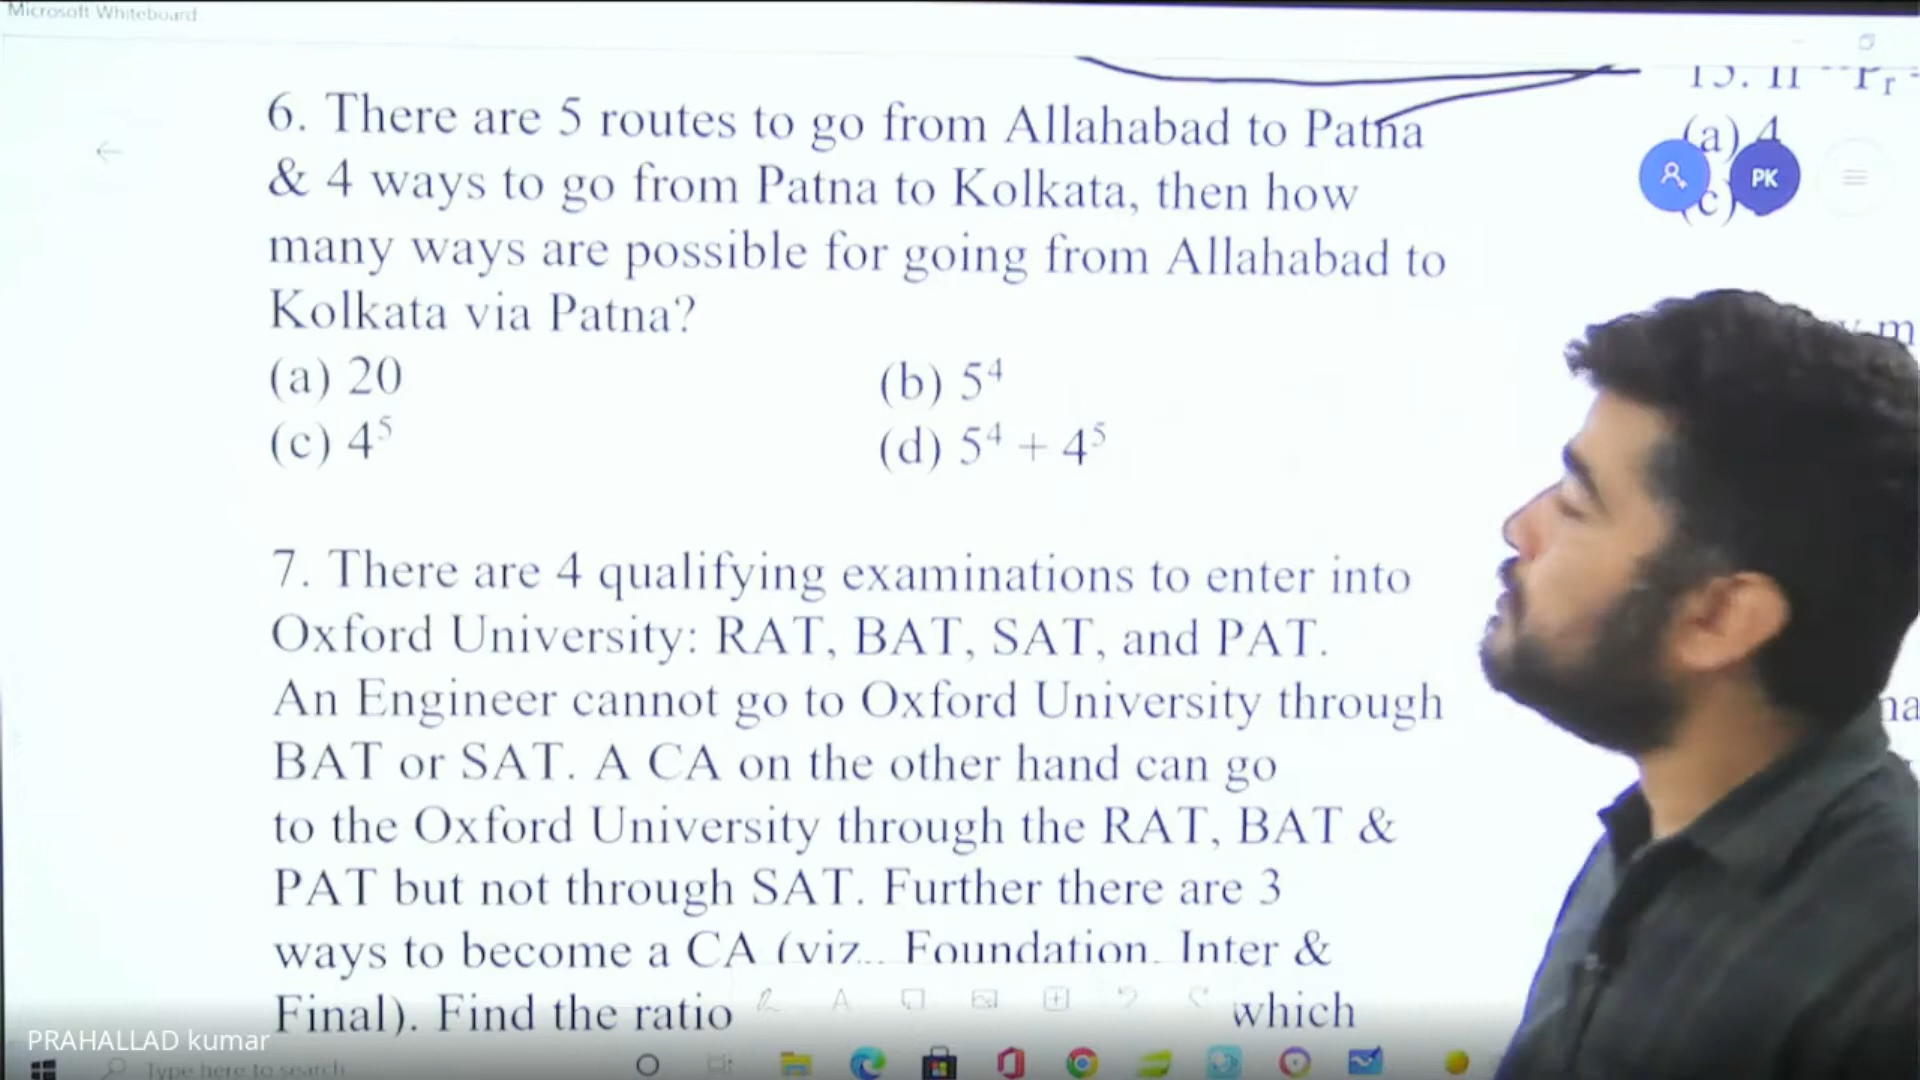 Microsoft Whiteboard
6. There are 5 routes to go from Allahabad to Patna
& 4 ways to go from Patna to Kolkata, then how
many ways are possible for going from Allahabad to
Kolkata via Patna?
(a) 20
(b) 5⁴
(c) 4⁵
(d) 5⁴ + 4⁵
7. There are 4 qualifying examinations to enter into
Oxford University: RAT, BAT, SAT, and PAT.
An Engineer cannot go to Oxford University through
BAT or SAT. A CA on the other hand can go
to the Oxford University through the RAT, BAT &
PAT but not through SAT. Further there are 3
ways to become a CA (viz., Foundation, Inter &
Final). Find the ratio
which
(a) 4
(c)
PK
PRAHALLAD kumar
Type here to search